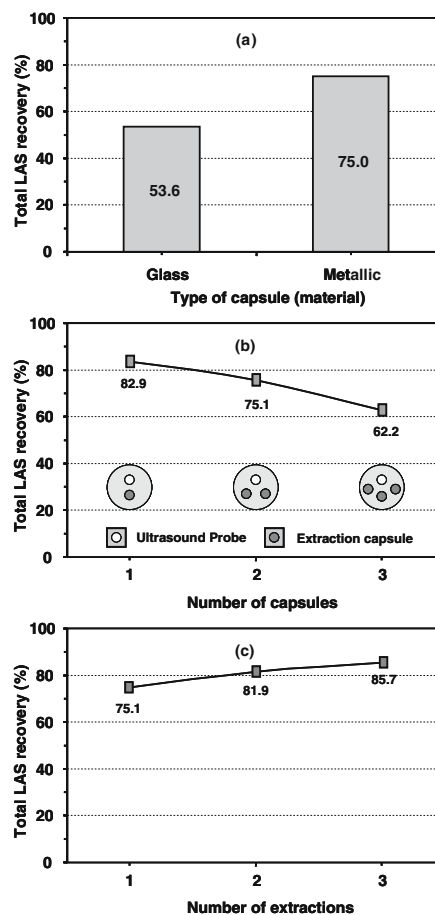 100
(a)
80
60
40
20
0
Total LAS recovery (%)
53.6
75.0
Glass
Metallic
Type of capsule (material)
100
(b)
80
60
40
20
0
Total LAS recovery (%)
82.9
75.1
62.2
Ultrasound Probe
Extraction capsule
1
2
3
Number of capsules
100
(c)
80
60
40
20
0
Total LAS recovery (%)
75.1
81.9
85.7
1
2
3
Number of extractions